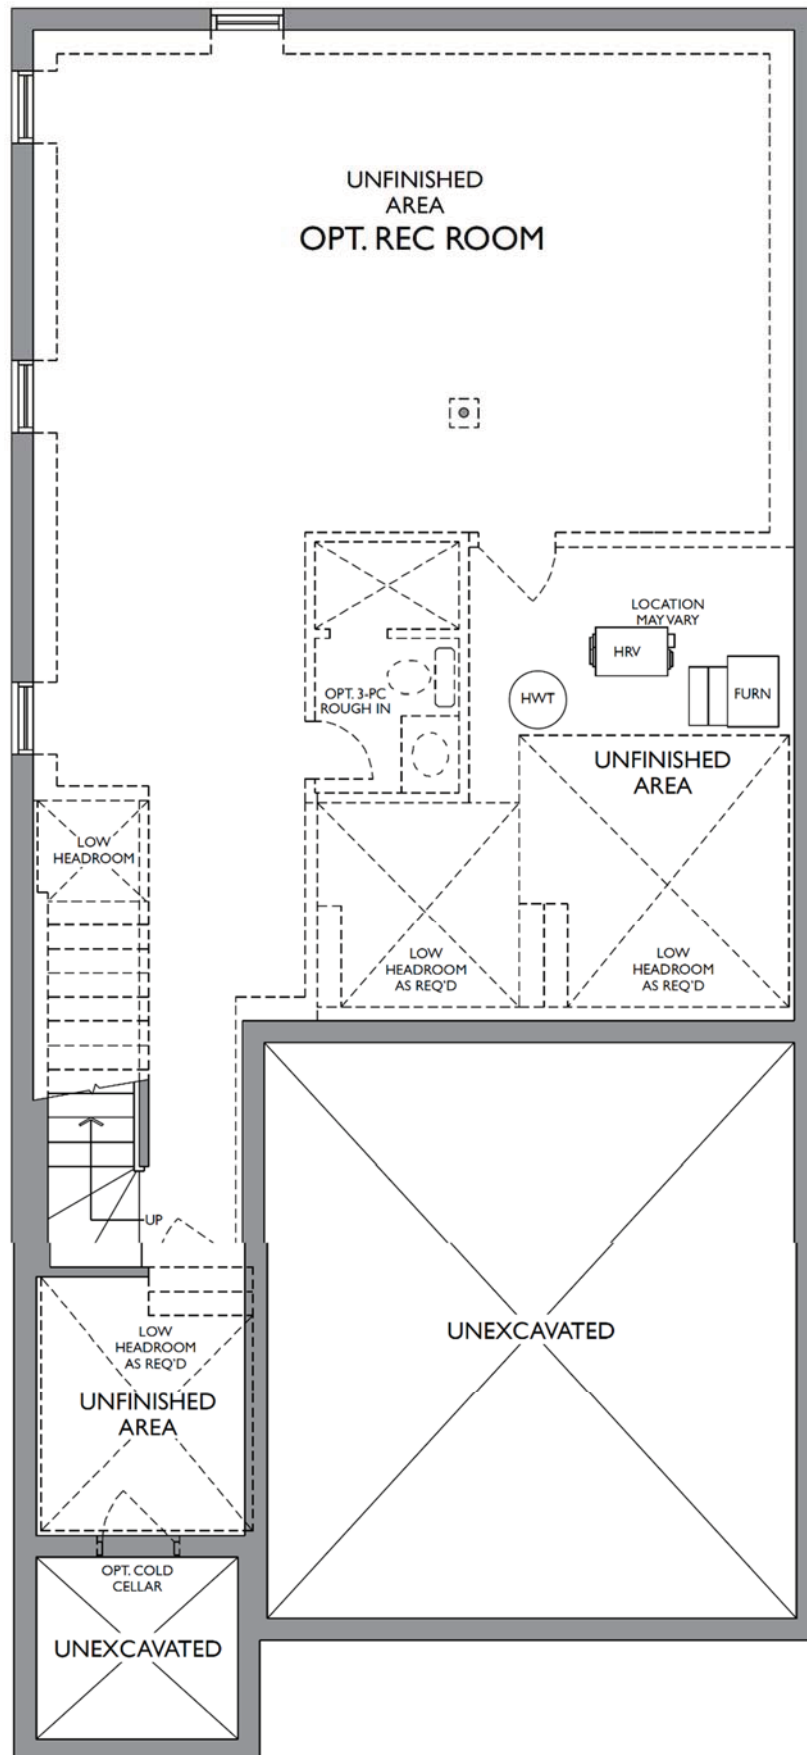 UNFINISHED
AREA
OPT. REC ROOM
LOCATION
MAY VARY
HRV
OPT. 3-PC
ROUGH IN
HWT
FURN
UNFINISHED
AREA
LOW
HEADROOM
LOW
HEADROOM
AS REQ'D
LOW
HEADROOM
AS REQ'D
UP
LOW
HEADROOM
AS REQ'D
UNFINISHED
AREA
UNEXCAVATED
OPT. COLD
CELLAR
UNEXCAVATED